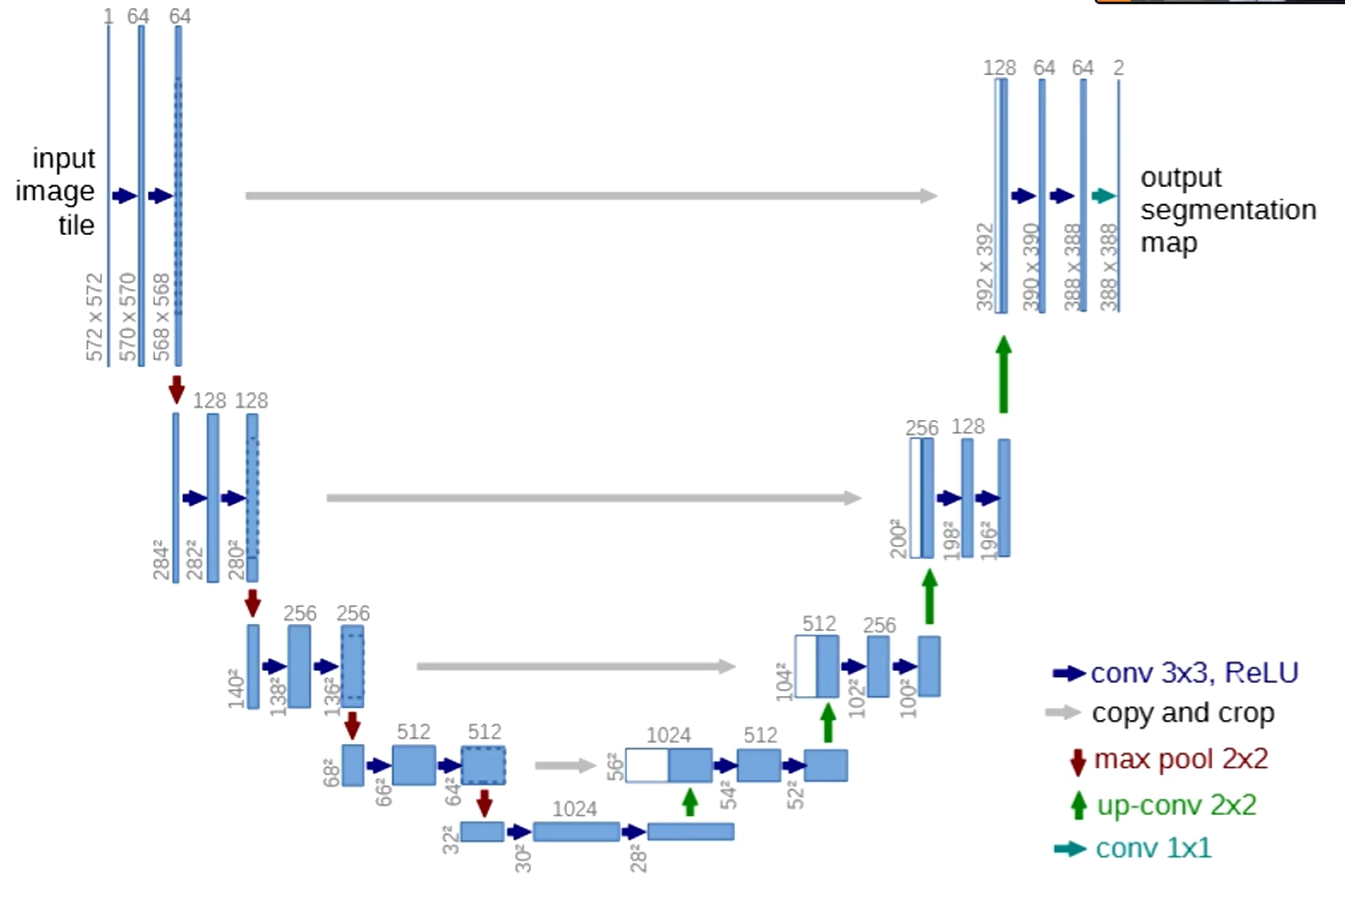 1 64 64
128 64 64 2
input
image
tile
output
segmentation
map
572 x 572
570 x 570
568 x 568
392 x 392
390 x 390
388 x 388
388 x 388
128 128
256 128
284²
282²
280²
200²
198²
196²
256 256
512 256
140²
138²
136²
104²
102²
100²
512 512
1024 512
68²
66²
64²
56²
54²
52²
1024
32²
30²
28²
conv 3x3, ReLU
copy and crop
max pool 2x2
up-conv 2x2
conv 1x1